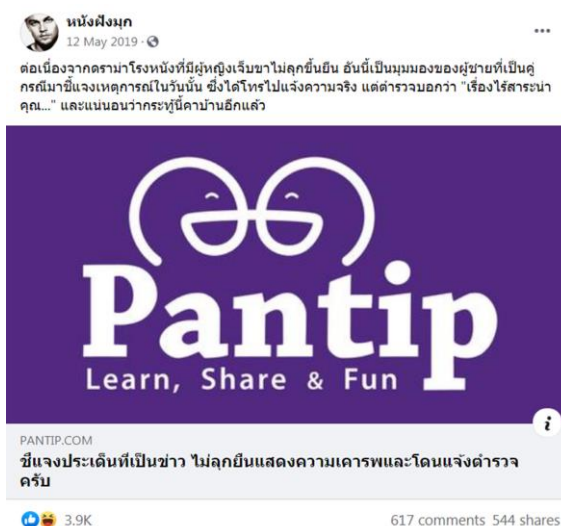 หนังฝังมุก
12 May 2019 ·
ต่อเนื่องจากดราม่าโรงหนังที่มีผู้หญิงเจ็บขาไม่ลุกขึ้นยืน อันนี้เป็นมุมมองของผู้ชายที่เป็นคู่
กรณีมาชี้แจงเหตุการณ์ในวันนั้น ซึ่งได้โทรไปแจ้งความจริง แต่ตำรวจบอกว่า "เรื่องไร้สาระน่า
คุณ..." และแน่นอนว่ากระทู้นี้คาบ้านอีกแล้ว
Pantip
Learn, Share & Fun
PANTIP.COM
ชี้แจงประเด็นที่เป็นข่าว ไม่ลุกยืนแสดงความเคารพและโดนแจ้งตำรวจ
ครับ
3.9K
617 comments 544 shares